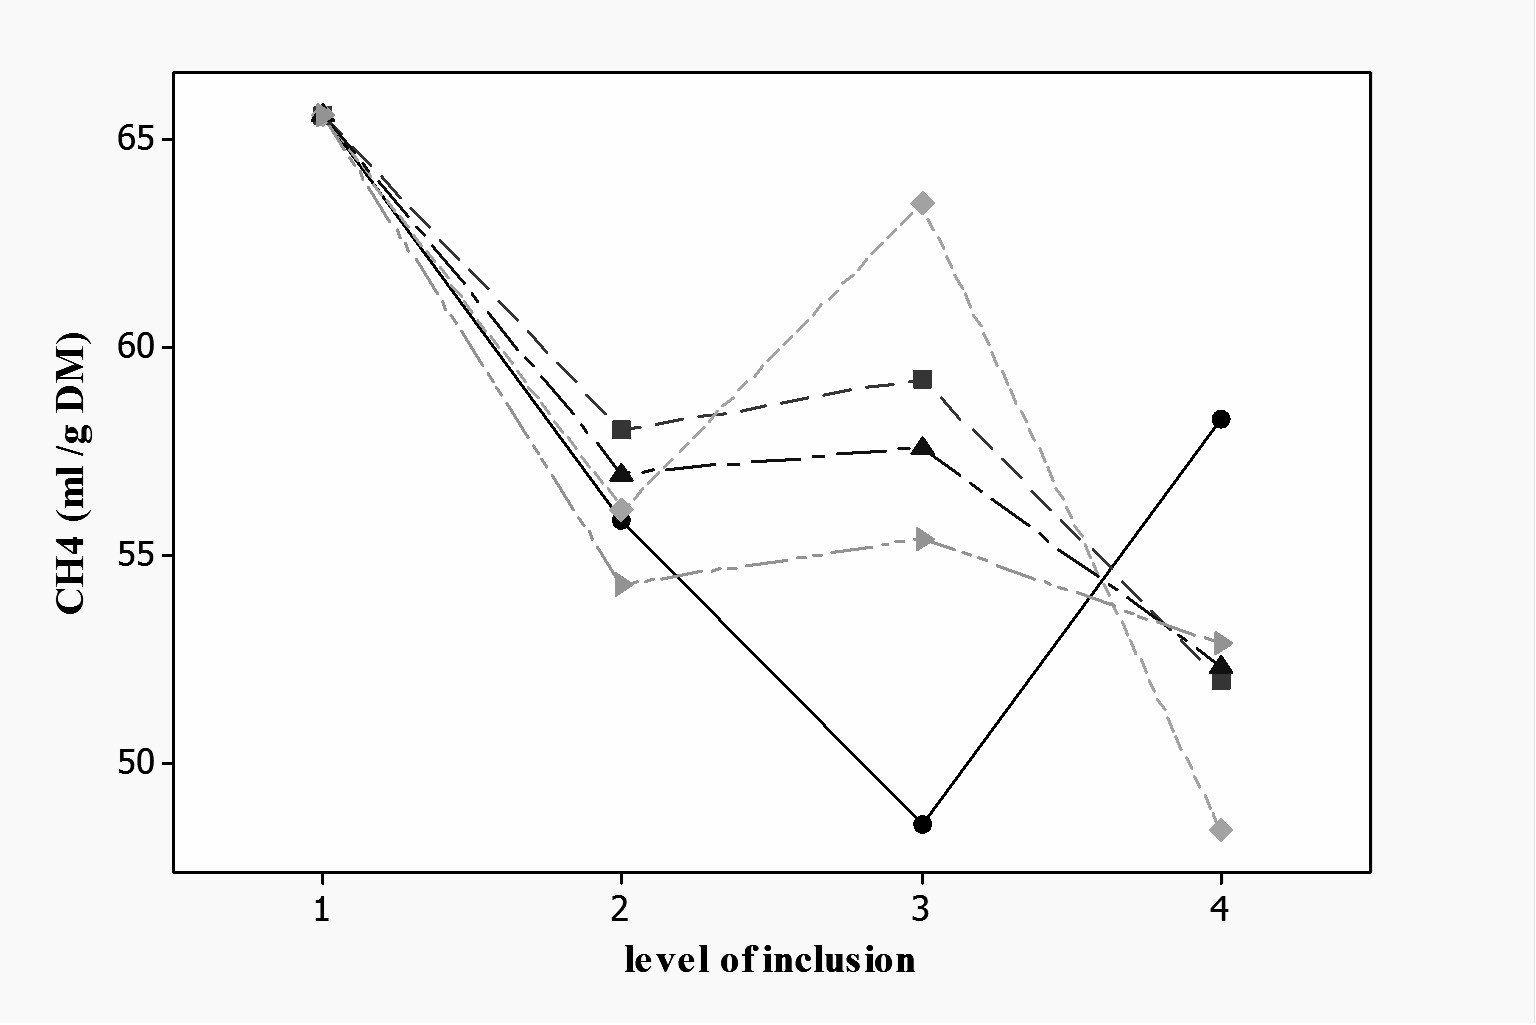 65
60
55
50
CH4 (ml /g DM)
1 2 3 4
level of inclusion